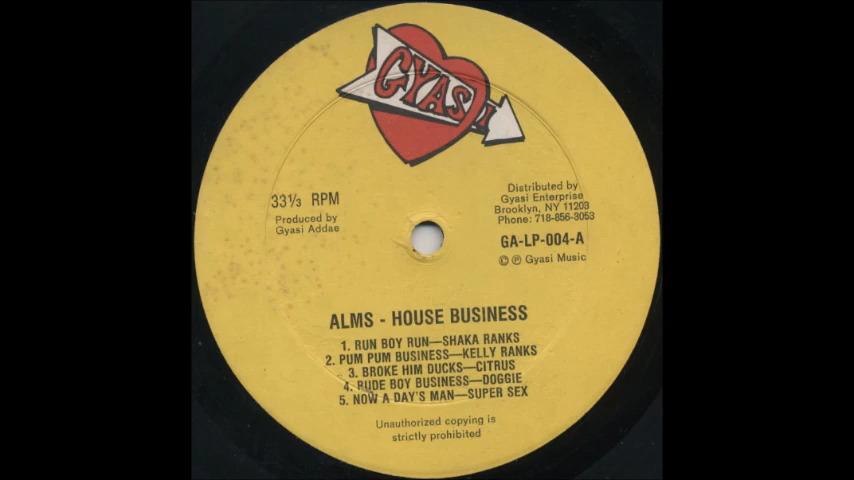 GYASI
33⅓ RPM
Produced by
Gyasi Addae
Distributed by
Gyasi Enterprise
Brooklyn, NY 11203
Phone: 718-856-3053
GA-LP-004-A
© ℗ Gyasi Music
ALMS - HOUSE BUSINESS
1. RUN BOY RUN—SHAKA RANKS
2. PUM PUM BUSINESS—KELLY RANKS
3. BROKE HIM DUCKS—CITRUS
4. RUDE BOY BUSINESS—DOGGIE
5. NOW A DAY'S MAN—SUPER SEX
Unauthorized copying is
strictly prohibited